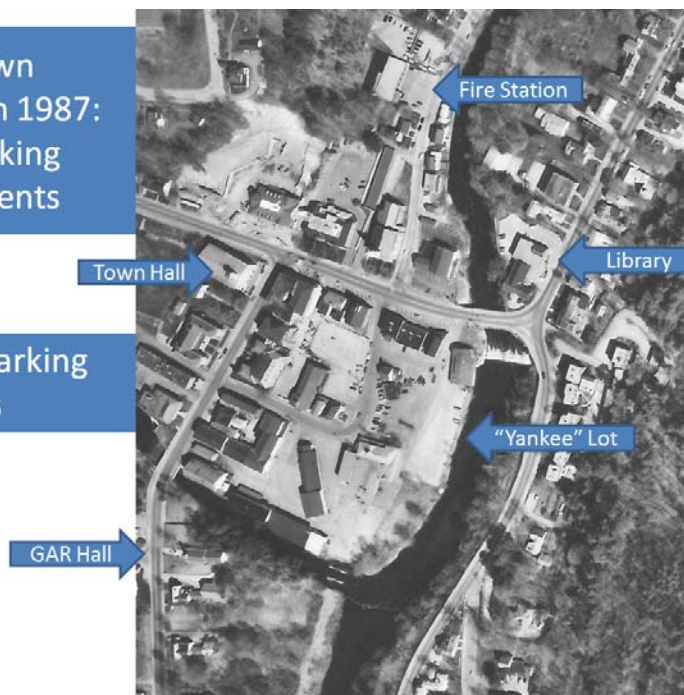 wn
n 1987:
king
ents
Fire Station
Town Hall
Library
arking
s
"Yankee" Lot
GAR Hall